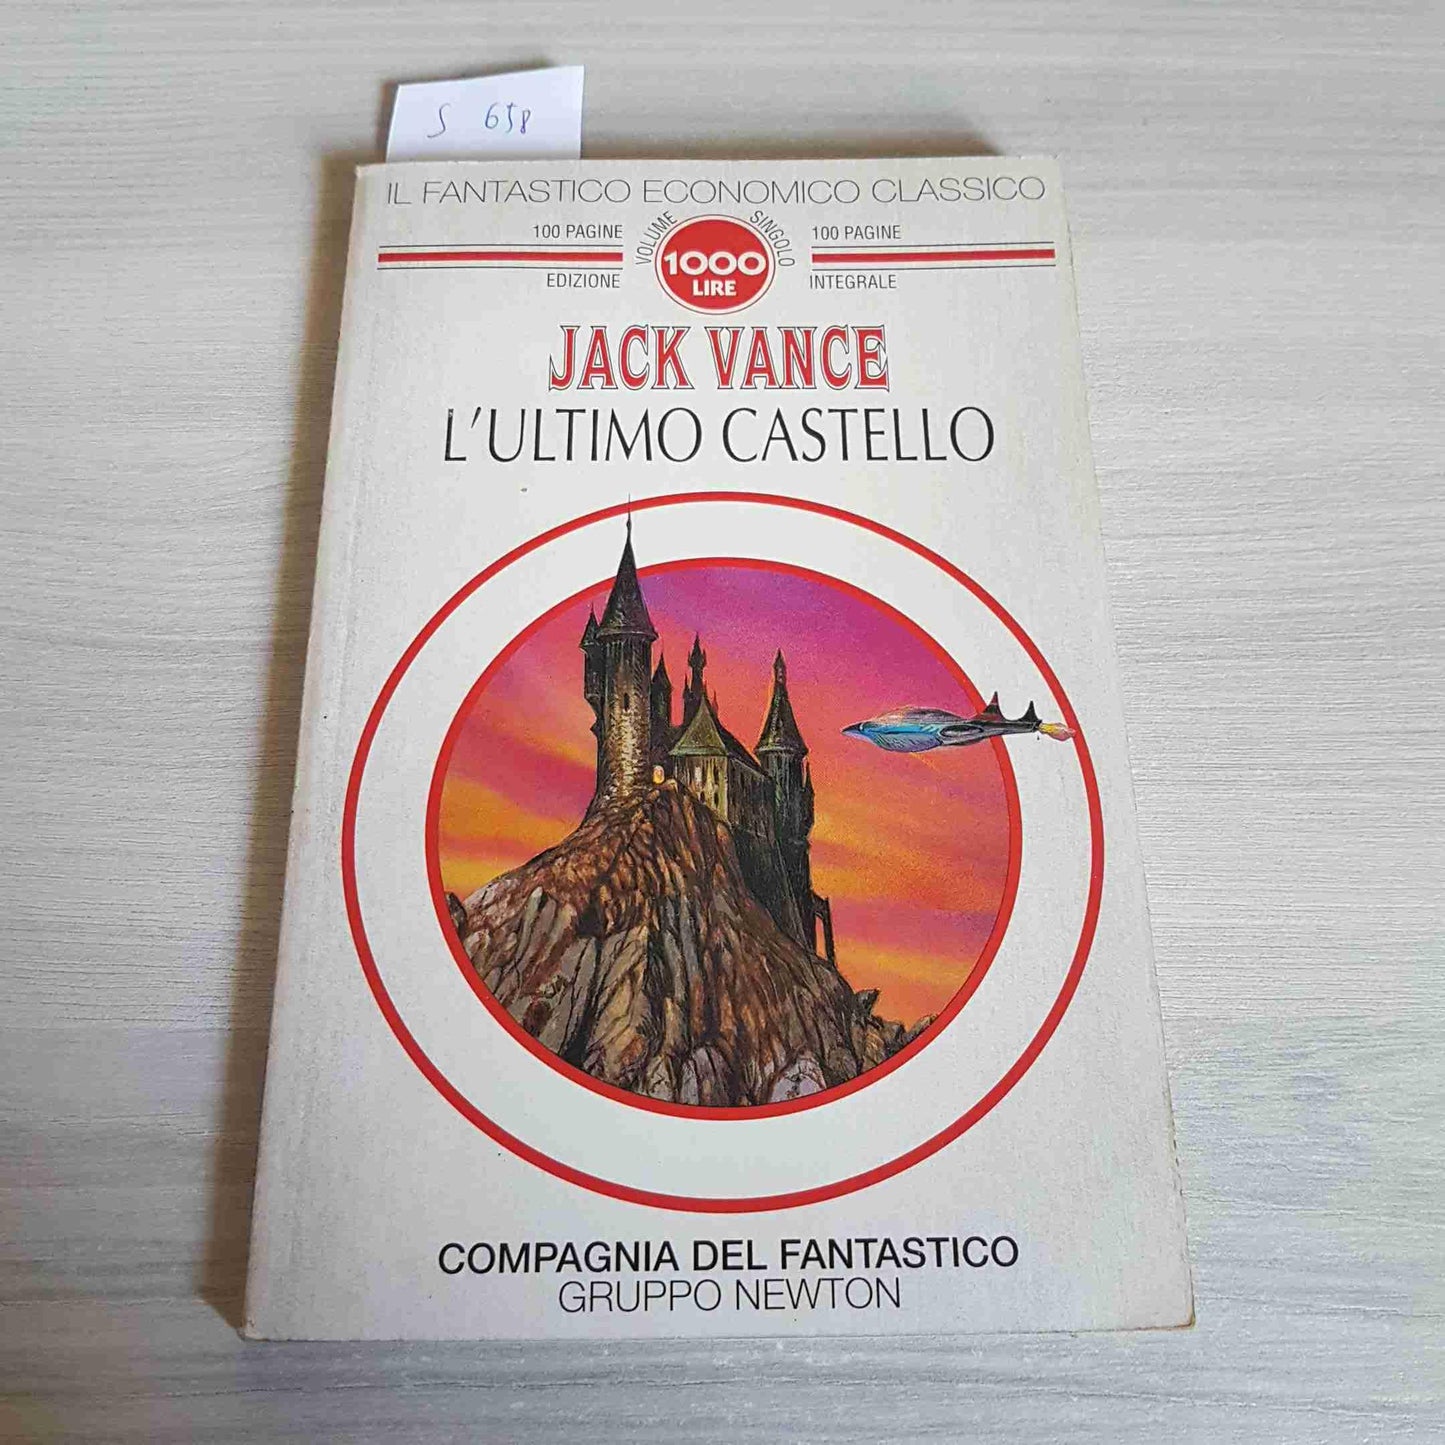 S 658
IL FANTASTICO ECONOMICO CLASSICO
100 PAGINE VOLUME SINGOLO 100 PAGINE
1000
EDIZIONE LIRE INTEGRALE
JACK VANCE
L'ULTIMO CASTELLO
COMPAGNIA DEL FANTASTICO
GRUPPO NEWTON